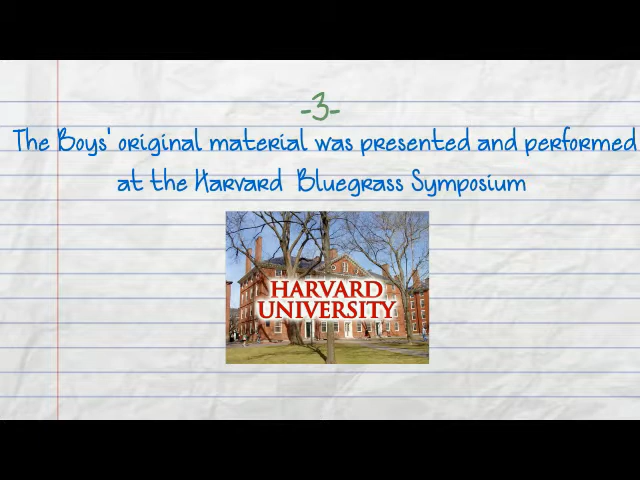 -3-
The Boys' original material was presented and performed
at the Harvard Bluegrass Symposium
HARVARD
UNIVERSITY